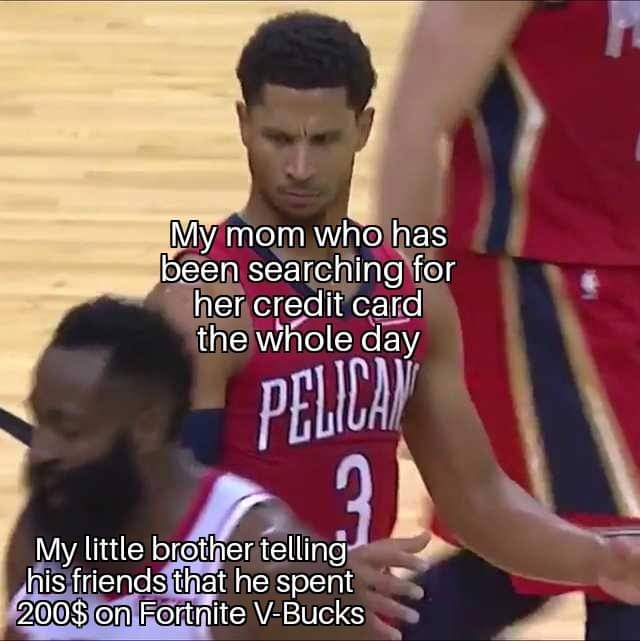 My mom who has
been searching for
her credit card
the whole day
PELICAN
3
My little brother telling
his friends that he spent
200$ on Fortnite V-Bucks